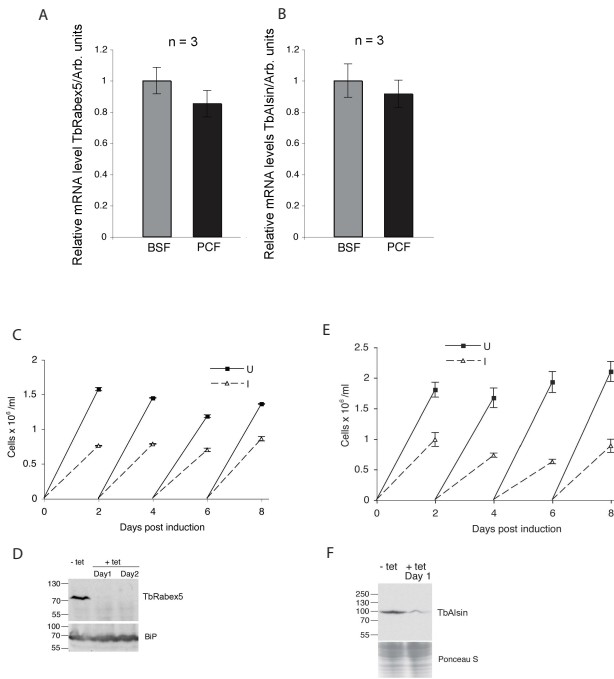 A
n = 3
Relative mRNA level TbRabex5/Arb. units
1.2
1
0.8
0.6
0.4
0.2
0
BSF PCF
B
n = 3
Relative mRNA levels TbAlsin/Arb. units
1.2
1
0.8
0.6
0.4
0.2
0
BSF PCF
C
U
I
Cells x 10⁶ /ml
2
1.5
1
0.5
0
0 2 4 6 8
Days post induction
E
U
I
Cells x 10⁶ /ml
2.5
2
1.5
1
0.5
0
0 2 4 6 8
Days post induction
D
- tet + tet
Day1 Day2
130
70
55
TbRabex5
100
70
55
BiP
F
- tet + tet
Day 1
250
130
100
70
55
TbAlsin
Ponceau S